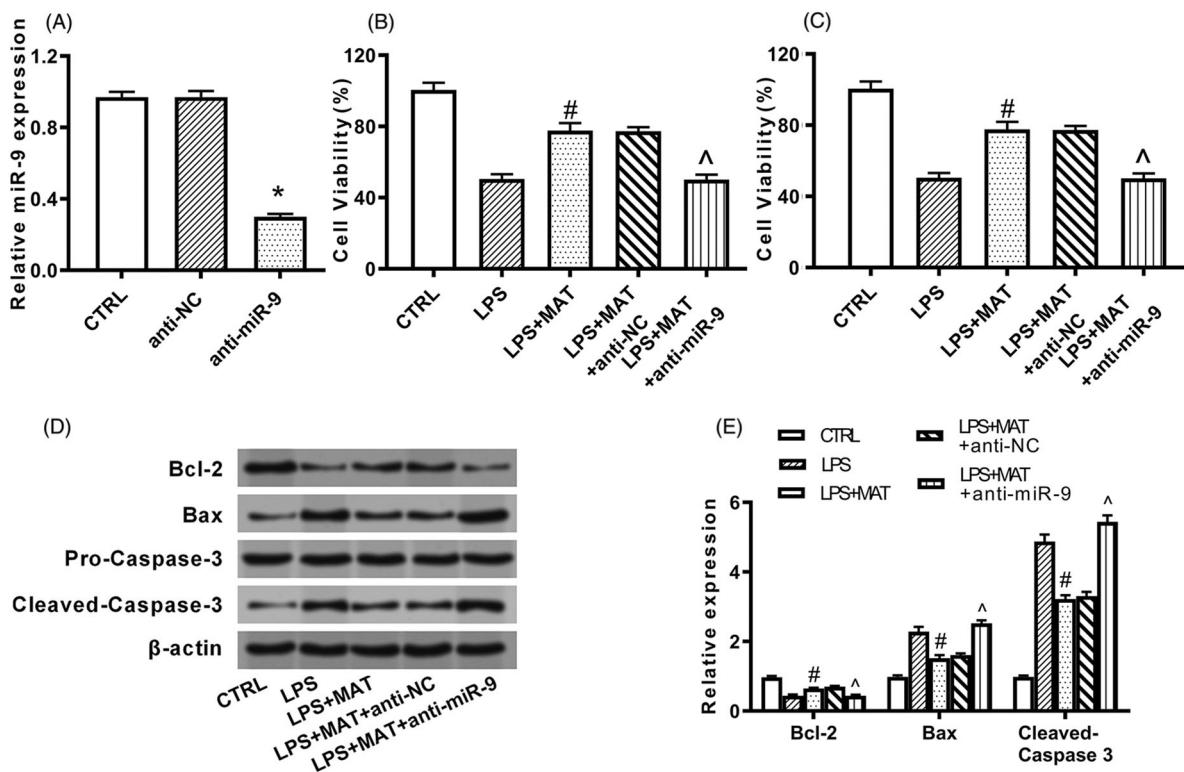 (A)
Relative miR-9 expression
1.2
0.8
0.4
0.0
*
CTRL
anti-NC
anti-miR-9
(B)
Cell Viability(%)
120
80
40
0
#
^
CTRL
LPS
LPS+MAT
LPS+MAT
+anti-NC
LPS+MAT
+anti-miR-9
(C)
Cell Viability(%)
120
80
40
0
#
^
CTRL
LPS
LPS+MAT
LPS+MAT
+anti-NC
LPS+MAT
+anti-miR-9
(D)
Bcl-2
Bax
Pro-Caspase-3
Cleaved-Caspase-3
β-actin
CTRL
LPS
LPS+MAT
LPS+MAT+anti-NC
LPS+MAT+anti-miR-9
(E)
CTRL
LPS
LPS+MAT
LPS+MAT
+anti-NC
LPS+MAT
+anti-miR-9
Relative expression
6
4
2
0
#
^
#
^
#
^
Bcl-2
Bax
Cleaved-
Caspase 3